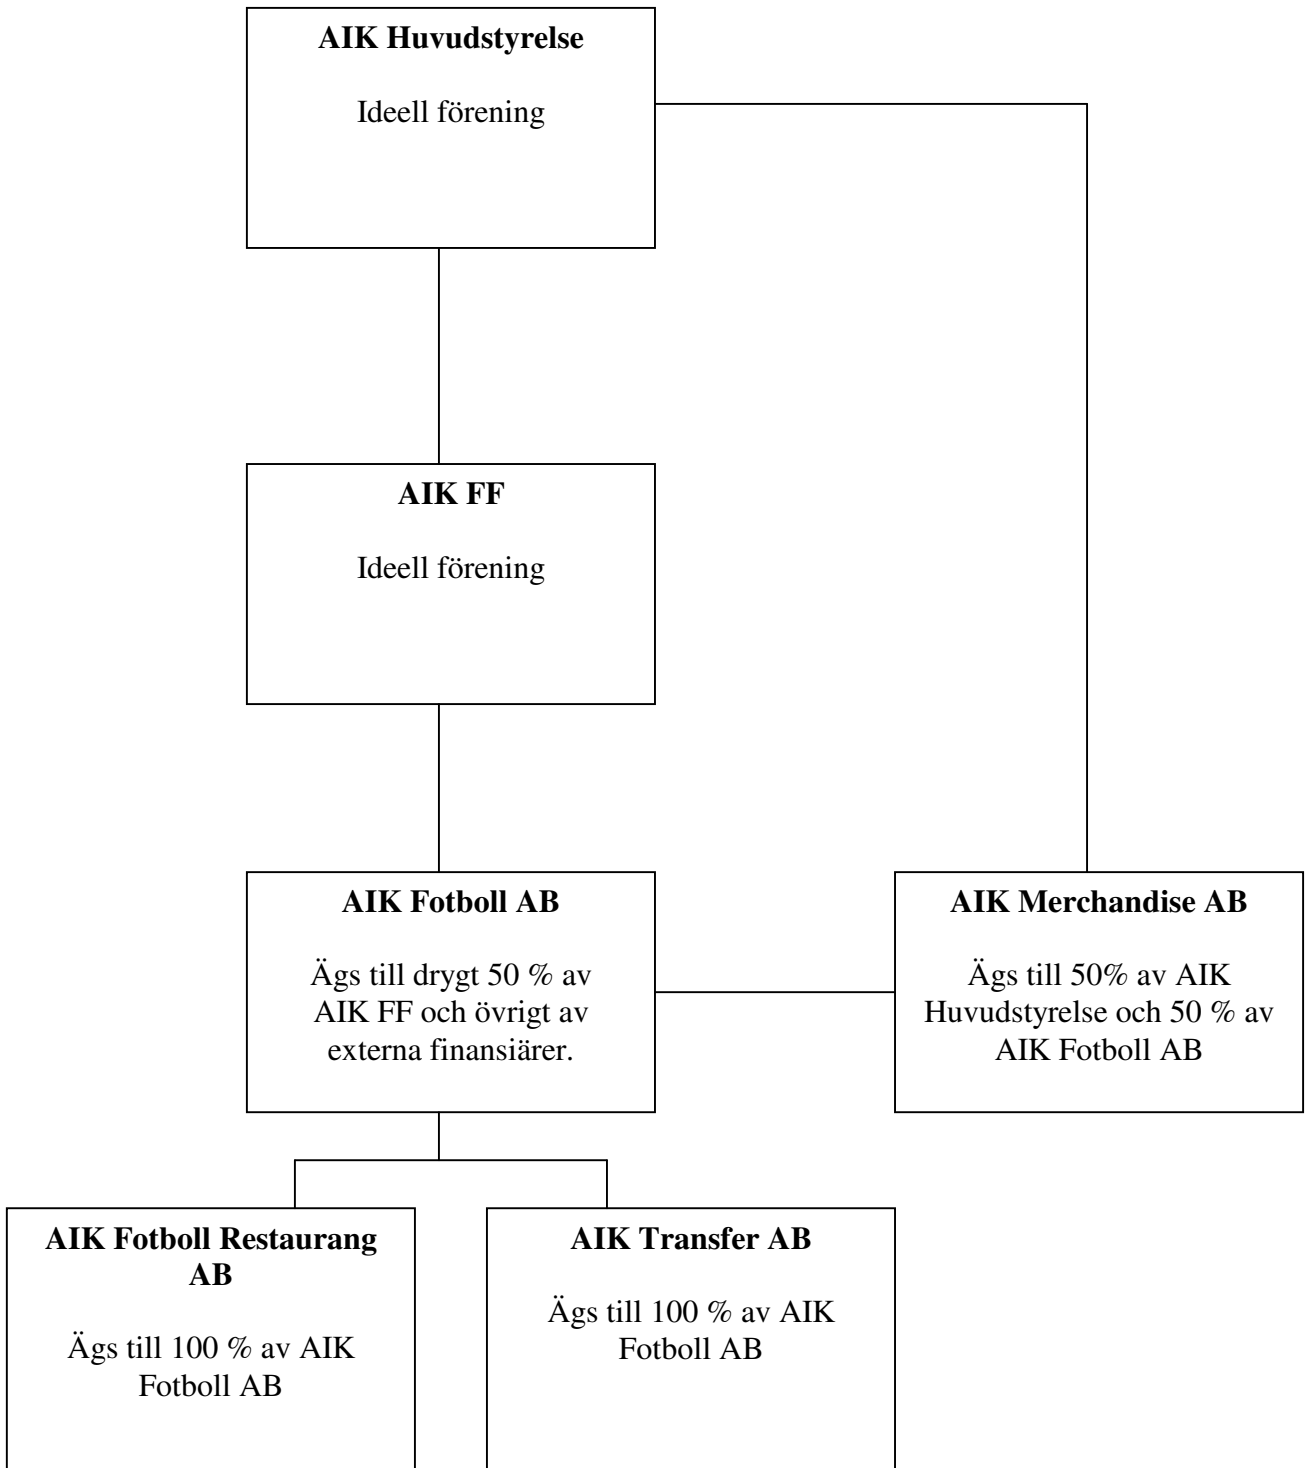 AIK Huvudstyrelse
Ideell förening
AIK FF
Ideell förening
AIK Fotboll AB
Ägs till drygt 50 % av
AIK FF och övrigt av
externa finansiärer.
AIK Merchandise AB
Ägs till 50% av AIK
Huvudstyrelse och 50 % av
AIK Fotboll AB
AIK Fotboll Restaurang
AB
Ägs till 100 % av AIK
Fotboll AB
AIK Transfer AB
Ägs till 100 % av AIK
Fotboll AB